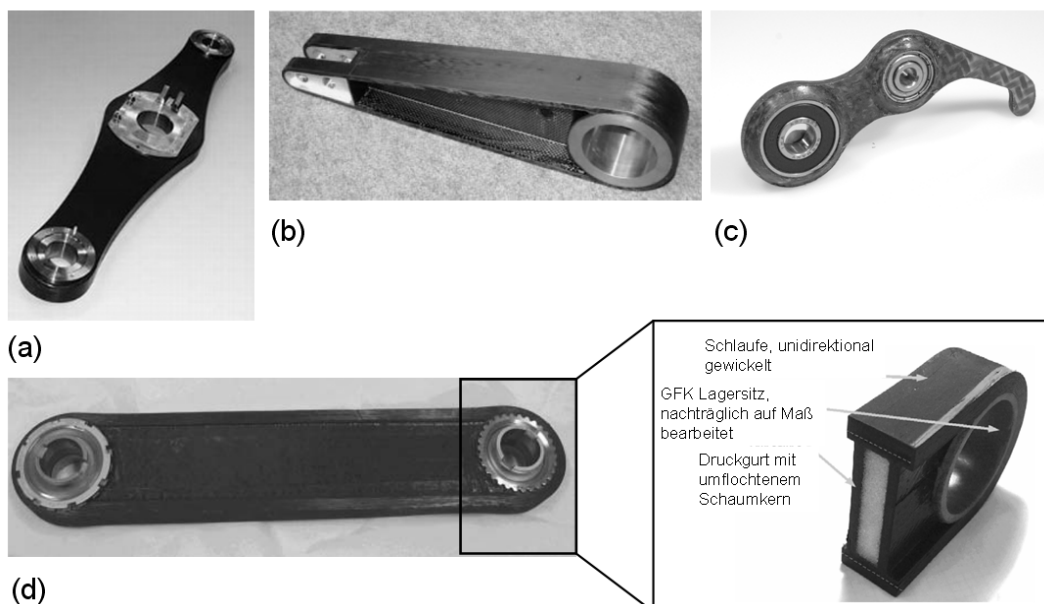 (a)
(b)
(c)
(d)
Schlaufe, unidirektional
gewickelt
GFK Lagersitz,
nachträglich auf Maß
bearbeitet
Druckgurt mit
umflochtenem
Schaumkern